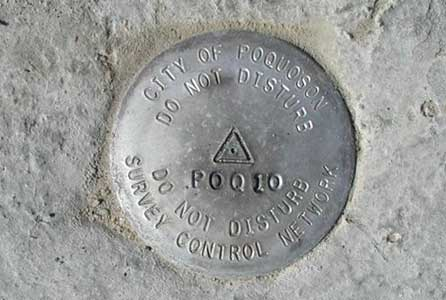 CITY OF POQUOSON
DO NOT DISTURB
POQ10
DO NOT DISTURB
SURVEY CONTROL NETWORK